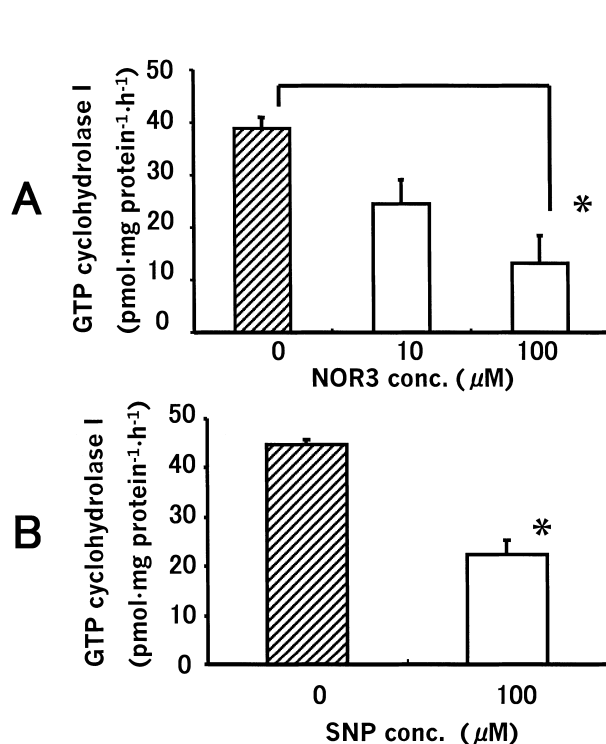 A
GTP cyclohydrolase I
(pmol·mg protein⁻¹·h⁻¹)
50
40
30
20
10
0
*
0 10 100
NOR3 conc. (μM)
B
GTP cyclohydrolase I
(pmol·mg protein⁻¹·h⁻¹)
50
40
30
20
10
0
*
0 100
SNP conc. (μM)